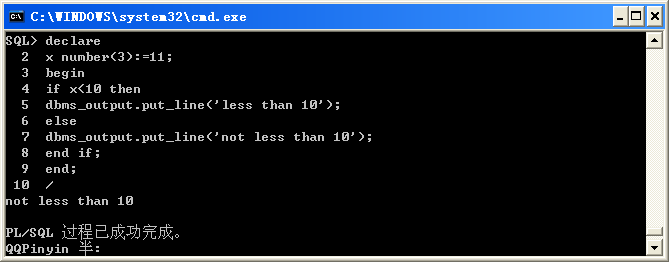 C:\WINDOWS\system32\cmd.exe
SQL> declare
2 x number(3):=11;
3 begin
4 if x<10 then
5 dbms_output.put_line('less than 10');
6 else
7 dbms_output.put_line('not less than 10');
8 end if;
9 end;
10 /
not less than 10
PL/SQL 过程已成功完成。
QQPinyin 半: